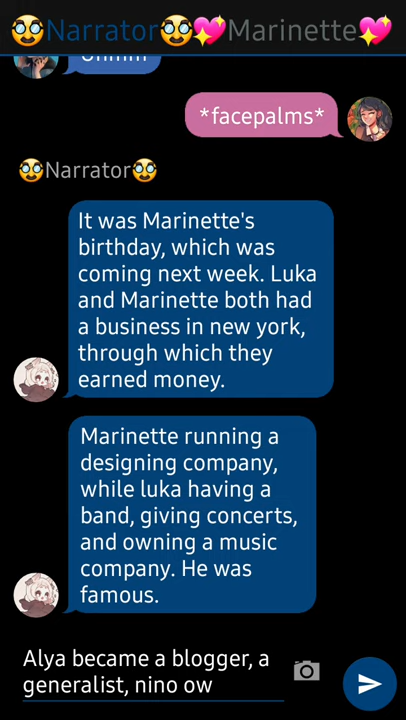 🥸Narrator🥸💖Marinette💖
Uhmm
*facepalms*
🥸Narrator🥸
It was Marinette's
birthday, which was
coming next week. Luka
and Marinette both had
a business in new york,
through which they
earned money.
Marinette running a
designing company,
while luka having a
band, giving concerts,
and owning a music
company. He was
famous.
Alya became a blogger, a
generalist, nino ow